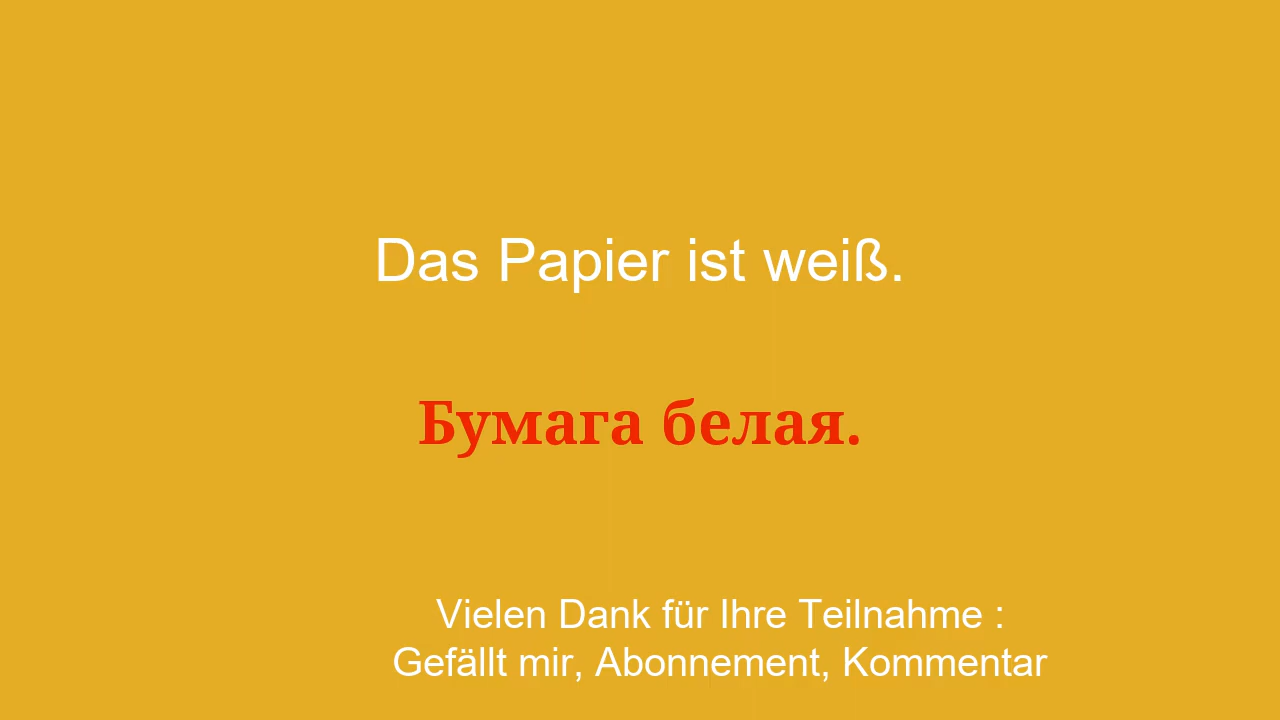 Das Papier ist weiß.
Бумага белая.
Vielen Dank für Ihre Teilnahme :
Gefällt mir, Abonnement, Kommentar